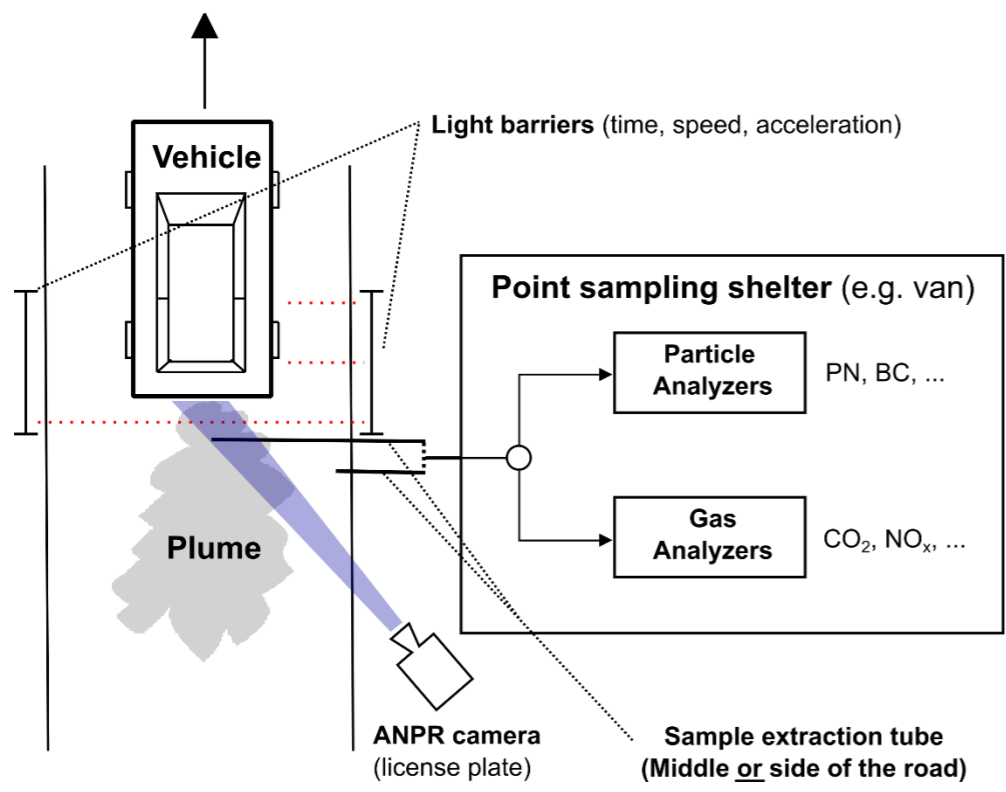 Light barriers (time, speed, acceleration)
Vehicle
Point sampling shelter (e.g. van)
Particle
Analyzers
PN, BC, ...
Plume
Gas
Analyzers
CO₂, NOₓ, ...
ANPR camera
(license plate)
Sample extraction tube
(Middle or side of the road)